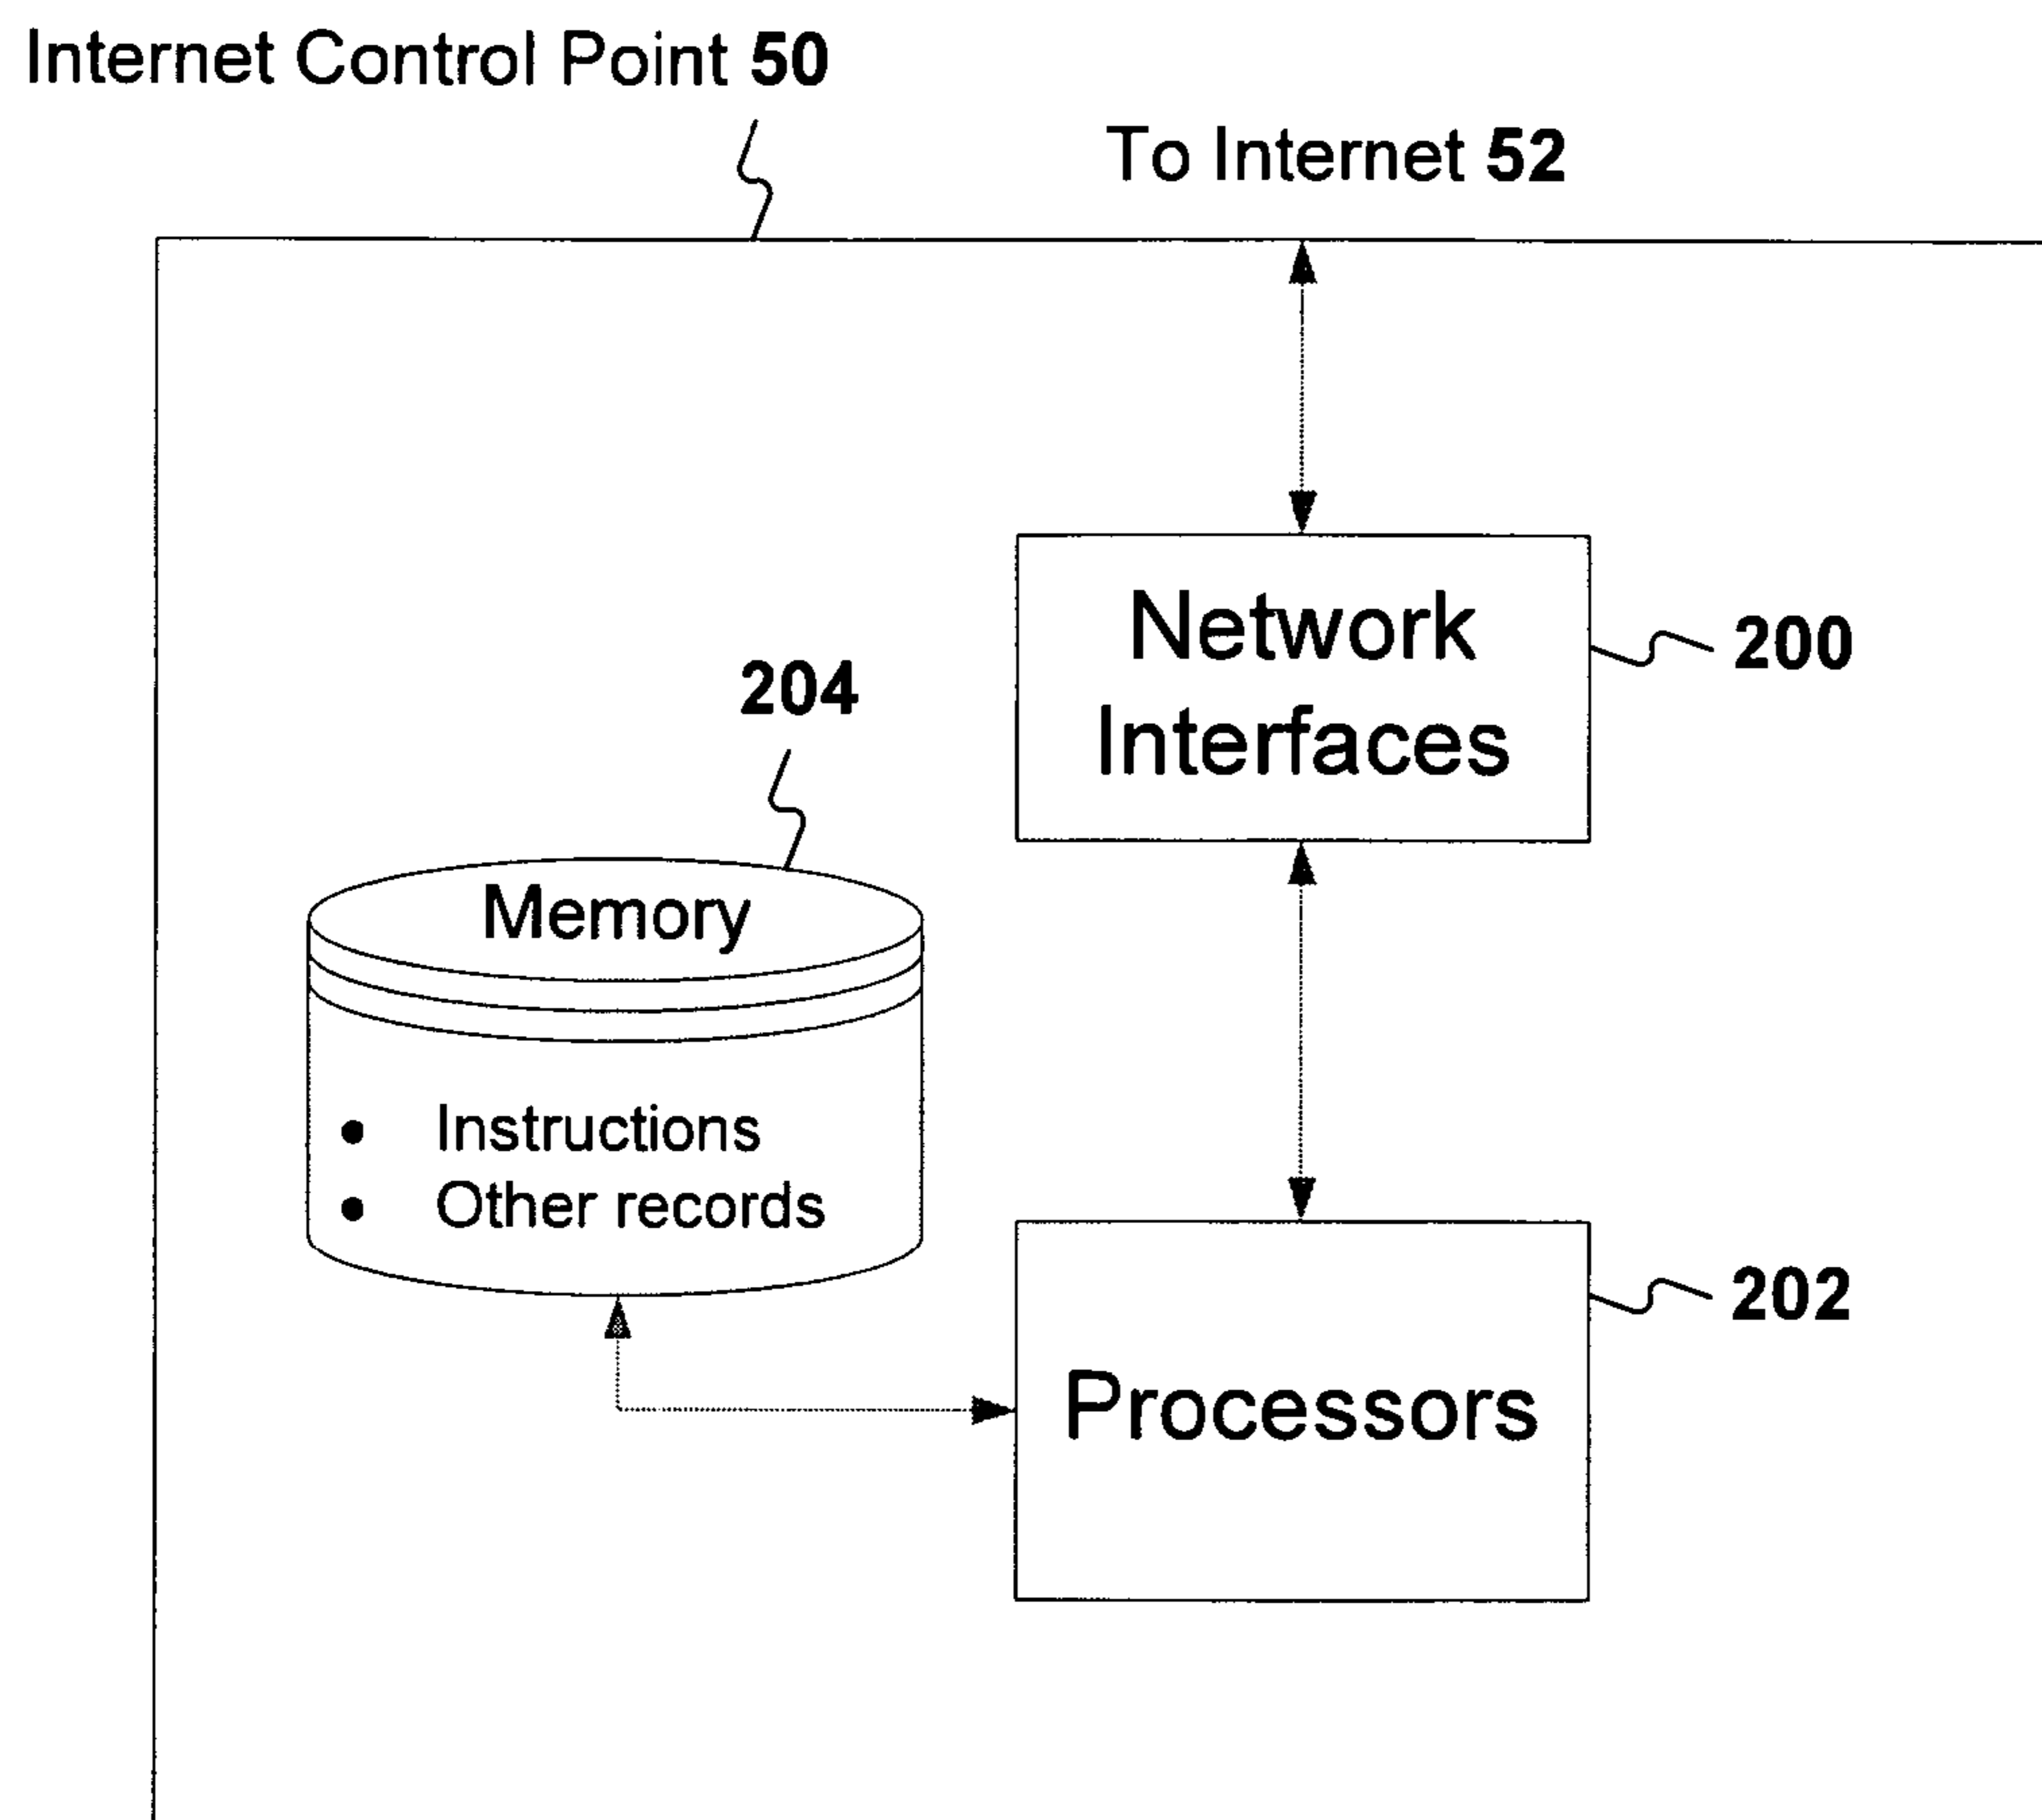 Internet Control Point 50
To Internet 52
Network
Interfaces
200
204
Memory
• Instructions
• Other records
202
Processors